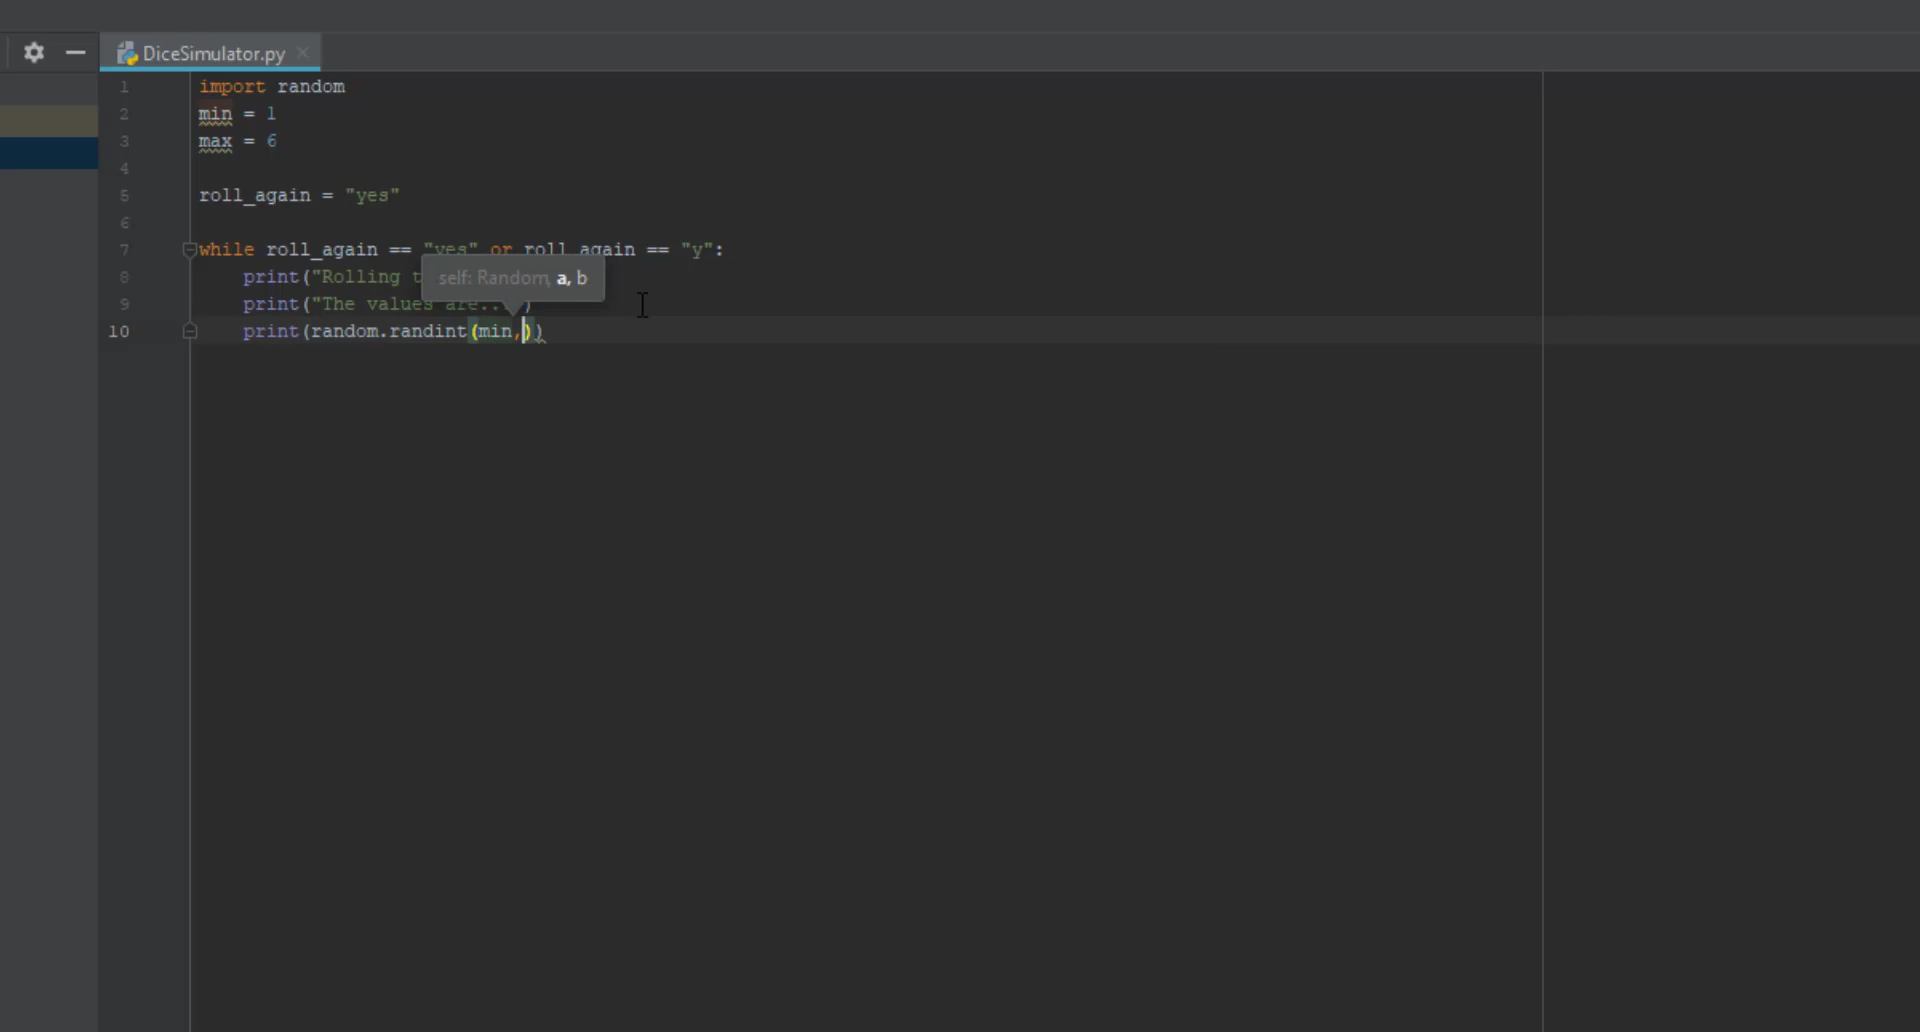 DiceSimulator.py
1 import random
2 min = 1
3 max = 6
4
5 roll_again = "yes"
6
7 while roll_again == "yes" or roll_again == "y":
8 print("Rolling t
self: Random, a, b
9 print("The values are...")
10 print(random.randint(min,))